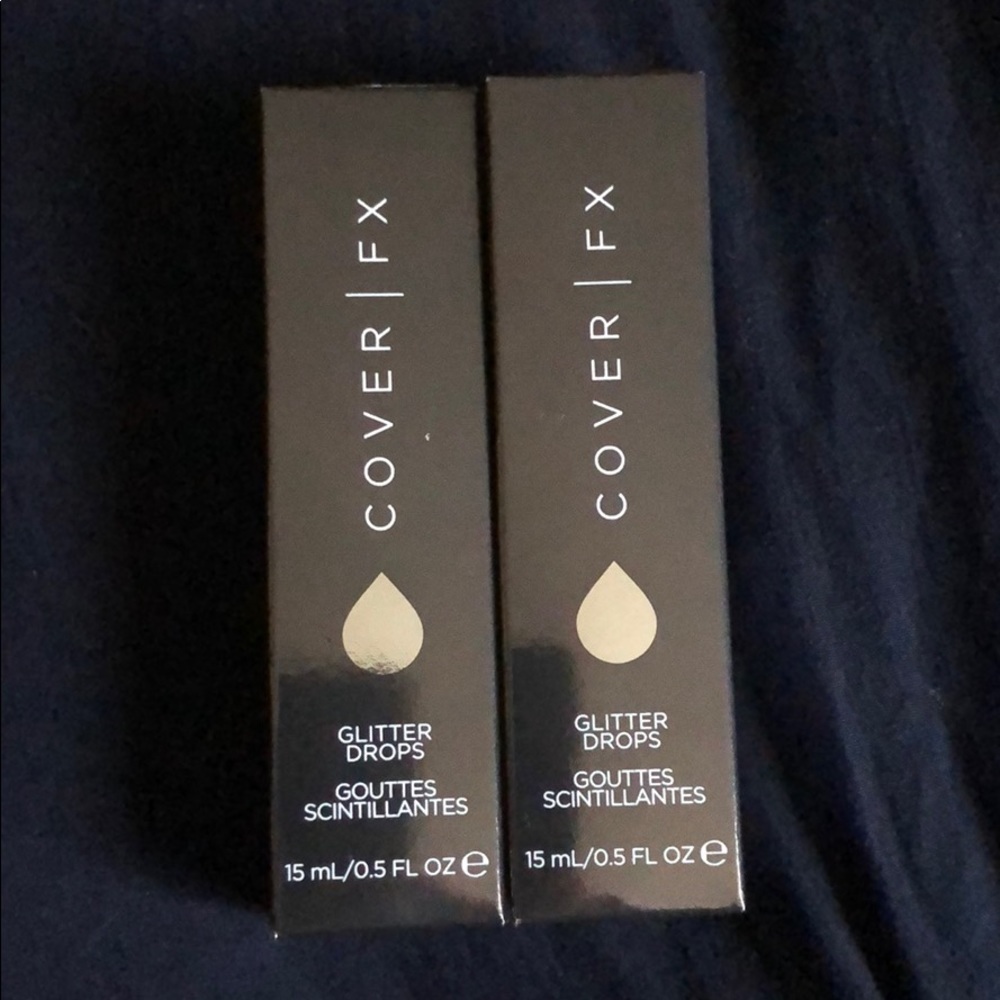 COVER | FX
GLITTER
DROPS
GOUTTES
SCINTILLANTES
15 mL/0.5 FL OZ ℮
COVER | FX
GLITTER
DROPS
GOUTTES
SCINTILLANTES
15 mL/0.5 FL OZ ℮